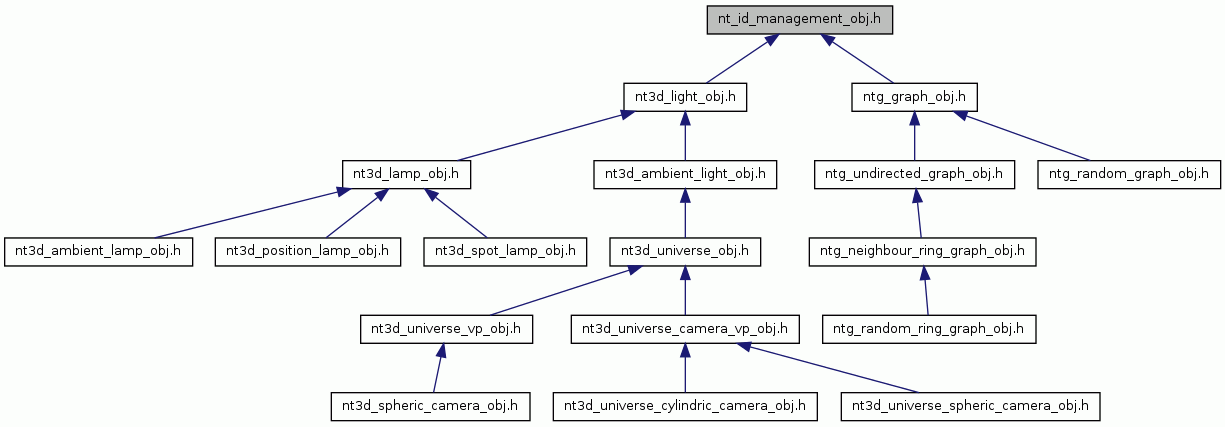 nt_id_management_obj.h
nt3d_light_obj.h
ntg_graph_obj.h
nt3d_lamp_obj.h
nt3d_ambient_light_obj.h
ntg_undirected_graph_obj.h
ntg_random_graph_obj.h
nt3d_ambient_lamp_obj.h
nt3d_position_lamp_obj.h
nt3d_spot_lamp_obj.h
nt3d_universe_obj.h
ntg_neighbour_ring_graph_obj.h
nt3d_universe_vp_obj.h
nt3d_universe_camera_vp_obj.h
ntg_random_ring_graph_obj.h
nt3d_spheric_camera_obj.h
nt3d_universe_cylindric_camera_obj.h
nt3d_universe_spheric_camera_obj.h